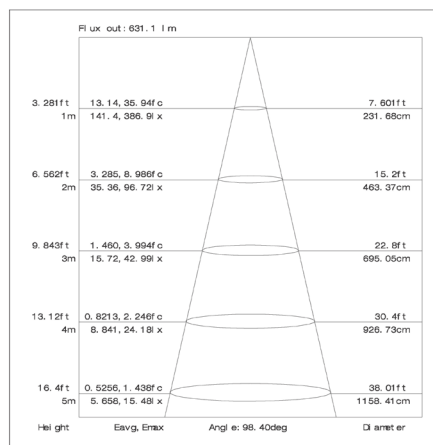 Flux out: 631.1 lm
3.281ft 13.14, 35.94fc 7.601ft
1m 141.4, 386.9lx 231.68cm
6.562ft 3.285, 8.986fc 15.2ft
2m 35.36, 96.72lx 463.37cm
9.843ft 1.460, 3.994fc 22.8ft
3m 15.72, 42.99lx 695.05cm
13.12ft 0.8213, 2.246fc 30.4ft
4m 8.841, 24.18lx 926.73cm
16.4ft 0.5256, 1.438fc 38.01ft
5m 5.658, 15.48lx 1158.41cm
Height Eavg, Emax Angle: 98.40deg Diameter